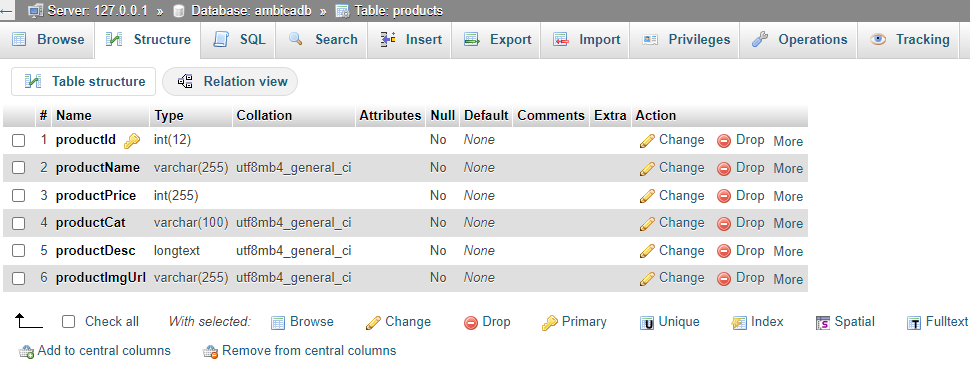 Server: 127.0.0.1 » Database: ambicadb » Table: products
Browse Structure SQL Search Insert Export Import Privileges Operations Tracking
Table structure Relation view
# Name Type Collation Attributes Null Default Comments Extra Action
1 productId int(12) No None Change Drop More
2 productName varchar(255) utf8mb4_general_ci No None Change Drop More
3 productPrice int(255) No None Change Drop More
4 productCat varchar(100) utf8mb4_general_ci No None Change Drop More
5 productDesc longtext utf8mb4_general_ci No None Change Drop More
6 productImgUrl varchar(255) utf8mb4_general_ci No None Change Drop More
Check all With selected: Browse Change Drop Primary Unique Index Spatial Fulltext
Add to central columns Remove from central columns